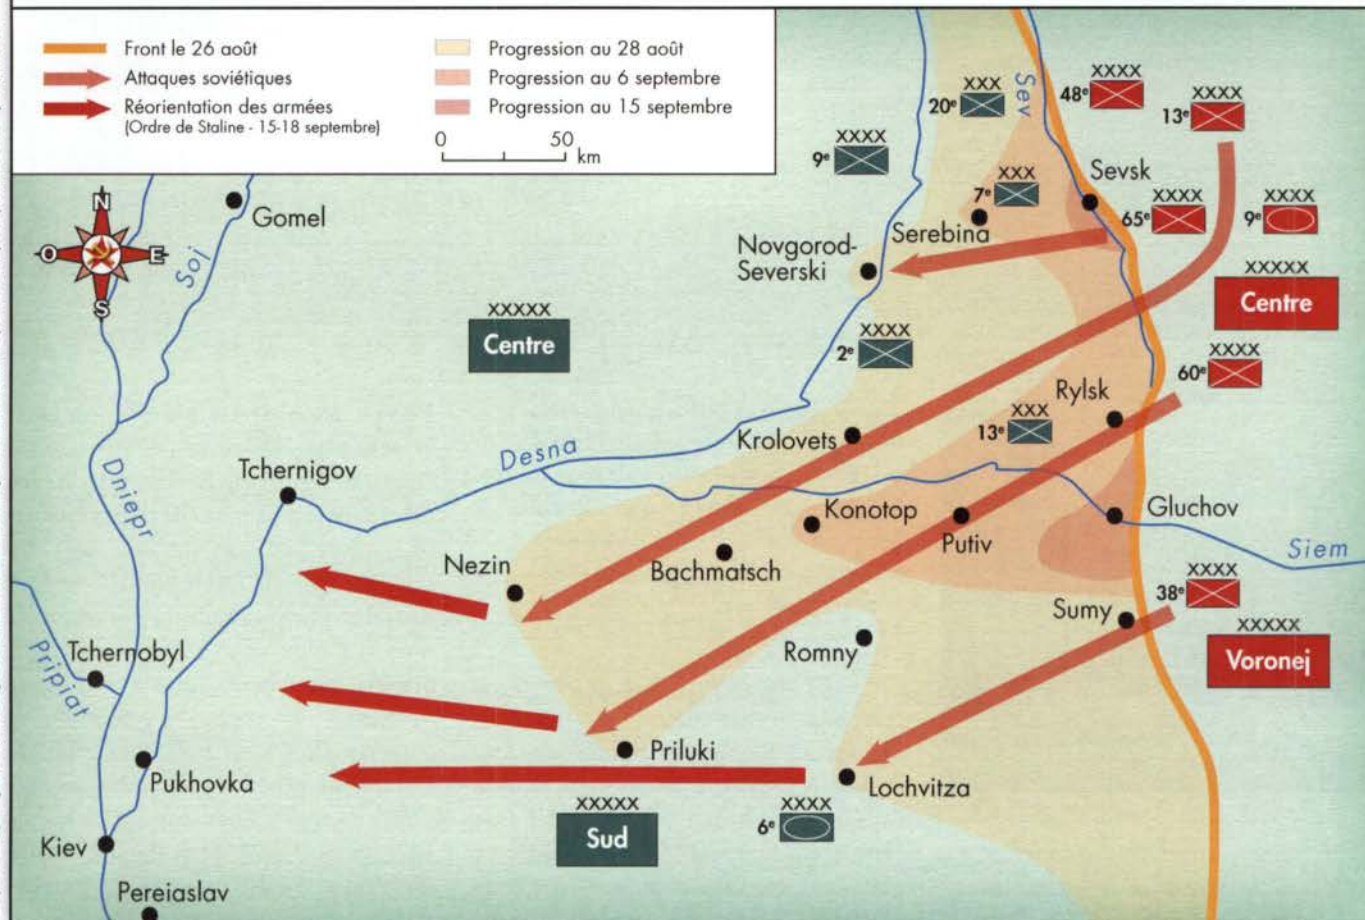 Front le 26 août
Attaques soviétiques
Réorientation des armées
(Ordre de Staline - 15-18 septembre)
Progression au 28 août
Progression au 6 septembre
Progression au 15 septembre
0 50
km
N
O E
S
Gomel
Soj
XXXXX
Centre
XXXX
9e
XXX
20e
Sev
XXXX
48e
XXXX
13e
XXX
7e
Sevsk
XXXX
65e
XXXX
9e
Serebina
Novgorod-
Severski
XXXXX
Centre
XXXX
2e
XXXX
60e
Rylsk
XXX
13e
Krolovets
Desna
Tchernigov
Dniepr
Konotop
Putiv
Gluchov
Siem
Bachmatsch
Nezin
XXXX
38e
Sumy
XXXXX
Voronej
Romny
Tchernobyl
Pripiat
Priluki
Pukhovka
Lochvitza
XXXXX
Sud
XXXX
6e
Kiev
Pereiaslav